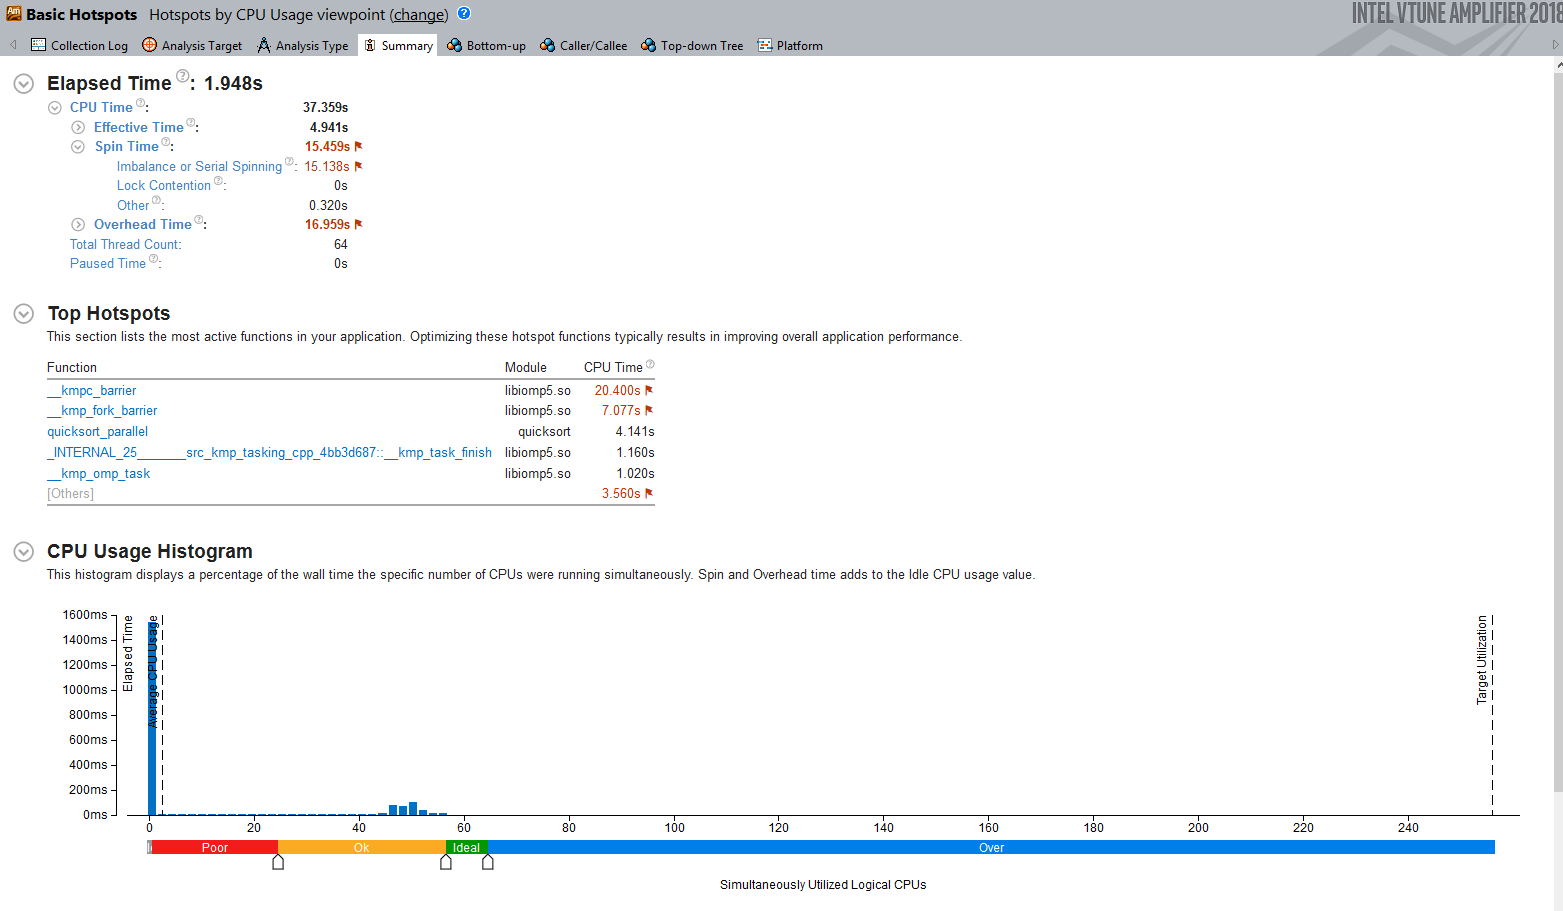 Basic Hotspots Hotspots by CPU Usage viewpoint (change) ?
INTEL VTUNE AMPLIFIER 2018
Collection Log Analysis Target Analysis Type Summary Bottom-up Caller/Callee Top-down Tree Platform
Elapsed Time ?: 1.948s
CPU Time ?: 37.359s
Effective Time ?: 4.941s
Spin Time ?: 15.459s
Imbalance or Serial Spinning ?: 15.138s
Lock Contention ?: 0s
Other ?: 0.320s
Overhead Time ?: 16.959s
Total Thread Count: 64
Paused Time ?: 0s
Top Hotspots
This section lists the most active functions in your application. Optimizing these hotspot functions typically results in improving overall application performance.
Function Module CPU Time ?
__kmpc_barrier libiomp5.so 20.400s
__kmp_fork_barrier libiomp5.so 7.077s
quicksort_parallel quicksort 4.141s
_INTERNAL_25_______src_kmp_tasking_cpp_4bb3d687::__kmp_task_finish libiomp5.so 1.160s
__kmp_omp_task libiomp5.so 1.020s
[Others] 3.560s
CPU Usage Histogram
This histogram displays a percentage of the wall time the specific number of CPUs were running simultaneously. Spin and Overhead time adds to the Idle CPU usage value.
1600ms
1400ms
1200ms
1000ms
800ms
600ms
400ms
200ms
0ms
Elapsed Time
Average CPU Usage
Target Utilization
0 20 40 60 80 100 120 140 160 180 200 220 240
Poor Ok Ideal Over
Simultaneously Utilized Logical CPUs